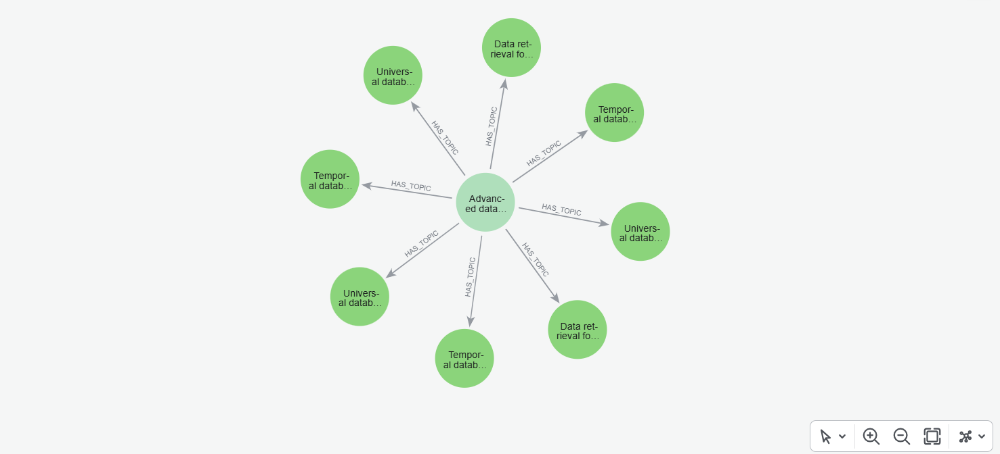 Data ret-
rieval fo...
Univers-
al datab...
HAS_TOPIC
HAS_TOPIC
Tempor-
al datab...
HAS_TOPIC
Tempor-
al datab...
HAS_TOPIC
Advanc-
ed data...
HAS_TOPIC
Univers-
al datab...
HAS_TOPIC
HAS_TOPIC
HAS_TOPIC
Univers-
al datab...
HAS_TOPIC
Data ret-
rieval fo...
Tempor-
al datab...